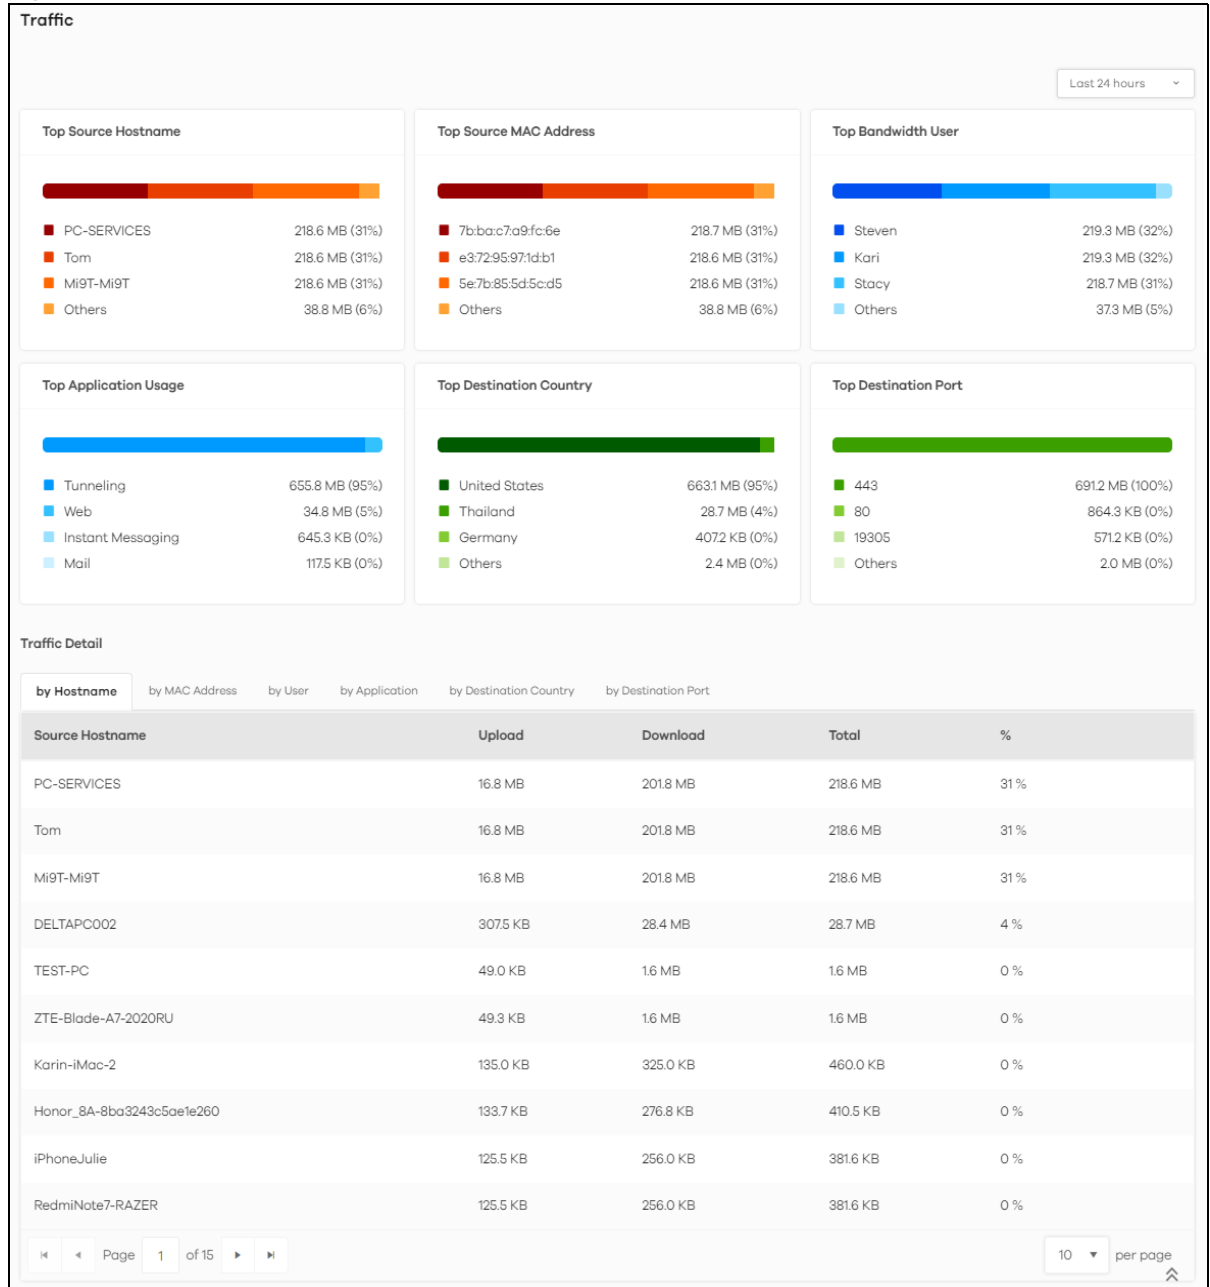 Traffic
Last 24 hours
Top Source Hostname
PC-SERVICES 218.6 MB (31%)
Tom 218.6 MB (31%)
Mi9T-Mi9T 218.6 MB (31%)
Others 38.8 MB (6%)
Top Source MAC Address
7b:ba:c7:a9:fc:6e 218.7 MB (31%)
e3:72:95:97:1d:b1 218.6 MB (31%)
5e:7b:85:5d:5c:d5 218.6 MB (31%)
Others 38.8 MB (6%)
Top Bandwidth User
Steven 219.3 MB (32%)
Kari 219.3 MB (32%)
Stacy 218.7 MB (31%)
Others 37.3 MB (5%)
Top Application Usage
Tunneling 655.8 MB (95%)
Web 34.8 MB (5%)
Instant Messaging 645.3 KB (0%)
Mail 117.5 KB (0%)
Top Destination Country
United States 663.1 MB (95%)
Thailand 28.7 MB (4%)
Germany 407.2 KB (0%)
Others 2.4 MB (0%)
Top Destination Port
443 691.2 MB (100%)
80 864.3 KB (0%)
19305 571.2 KB (0%)
Others 2.0 MB (0%)
Traffic Detail
by Hostname by MAC Address by User by Application by Destination Country by Destination Port
Source Hostname Upload Download Total %
PC-SERVICES 16.8 MB 201.8 MB 218.6 MB 31 %
Tom 16.8 MB 201.8 MB 218.6 MB 31 %
Mi9T-Mi9T 16.8 MB 201.8 MB 218.6 MB 31 %
DELTAPC002 307.5 KB 28.4 MB 28.7 MB 4 %
TEST-PC 49.0 KB 1.6 MB 1.6 MB 0 %
ZTE-Blade-A7-2020RU 49.3 KB 1.6 MB 1.6 MB 0 %
Karin-iMac-2 135.0 KB 325.0 KB 460.0 KB 0 %
Honor_8A-8ba3243c5ae1e260 133.7 KB 276.8 KB 410.5 KB 0 %
iPhoneJulie 125.5 KB 256.0 KB 381.6 KB 0 %
RedmiNote7-RAZER 125.5 KB 256.0 KB 381.6 KB 0 %
Page 1 of 15 10 per page